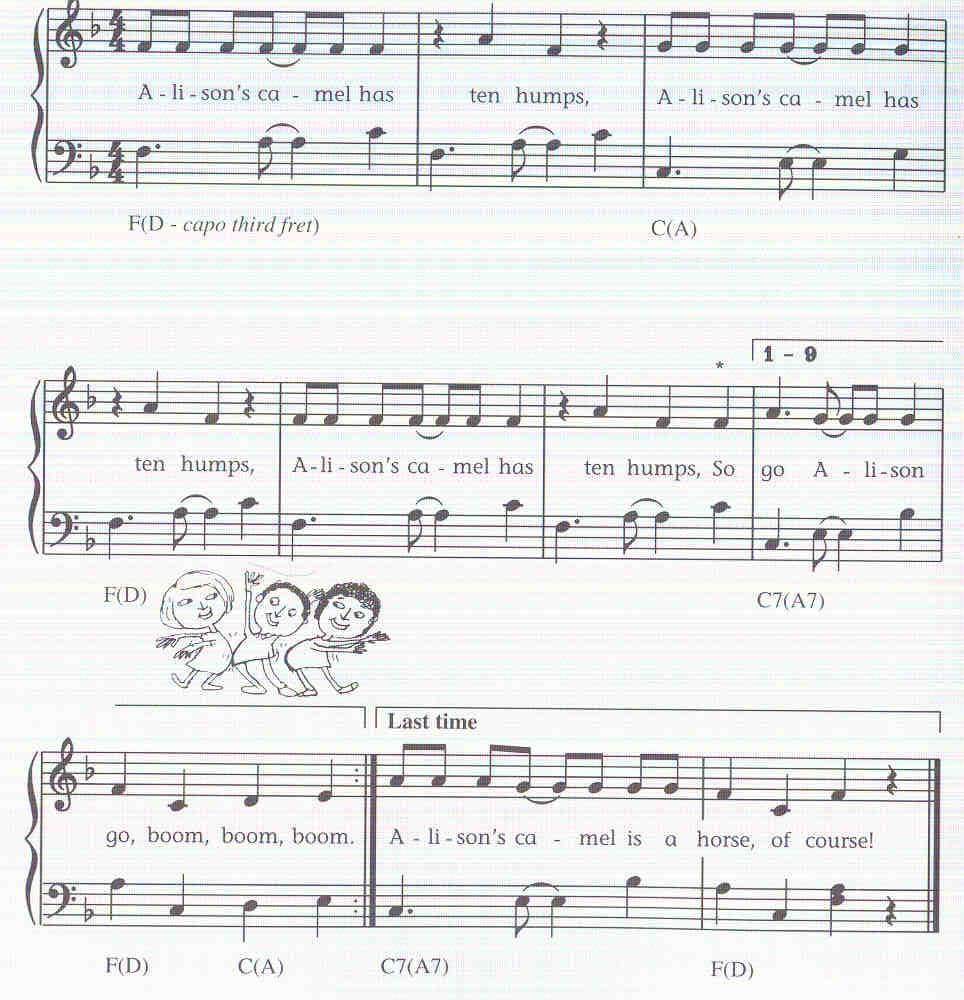 A - li - son's ca - mel has ten humps, A - li - son's ca - mel has
F(D - capo third fret) C(A)
1 - 9
*
ten humps, A - li - son's ca - mel has ten humps, So go A - li - son
F(D) C7(A7)
Last time
go, boom, boom, boom. A - li - son's ca - mel is a horse, of course!
F(D) C(A) C7(A7) F(D)